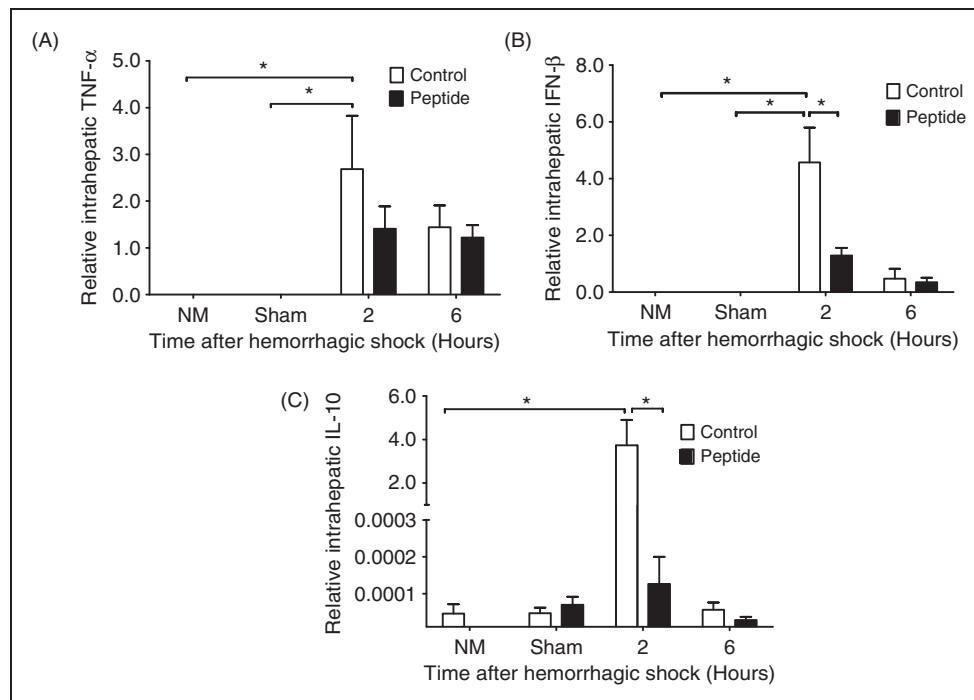 (A)
Relative intrahepatic TNF-α
5.0
4.0
3.0
2.0
1.0
0.0
*
*
Control
Peptide
NM Sham 2 6
Time after hemorrhagic shock (Hours)
(B)
Relative intrahepatic IFN-β
8.0
6.0
4.0
2.0
0.0
*
* *
Control
Peptide
NM Sham 2 6
Time after hemorrhagic shock (Hours)
(C)
Relative intrahepatic IL-10
6.0
4.0
2.0
0.0003
0.0002
0.0001
* *
Control
Peptide
NM Sham 2 6
Time after hemorrhagic shock (Hours)